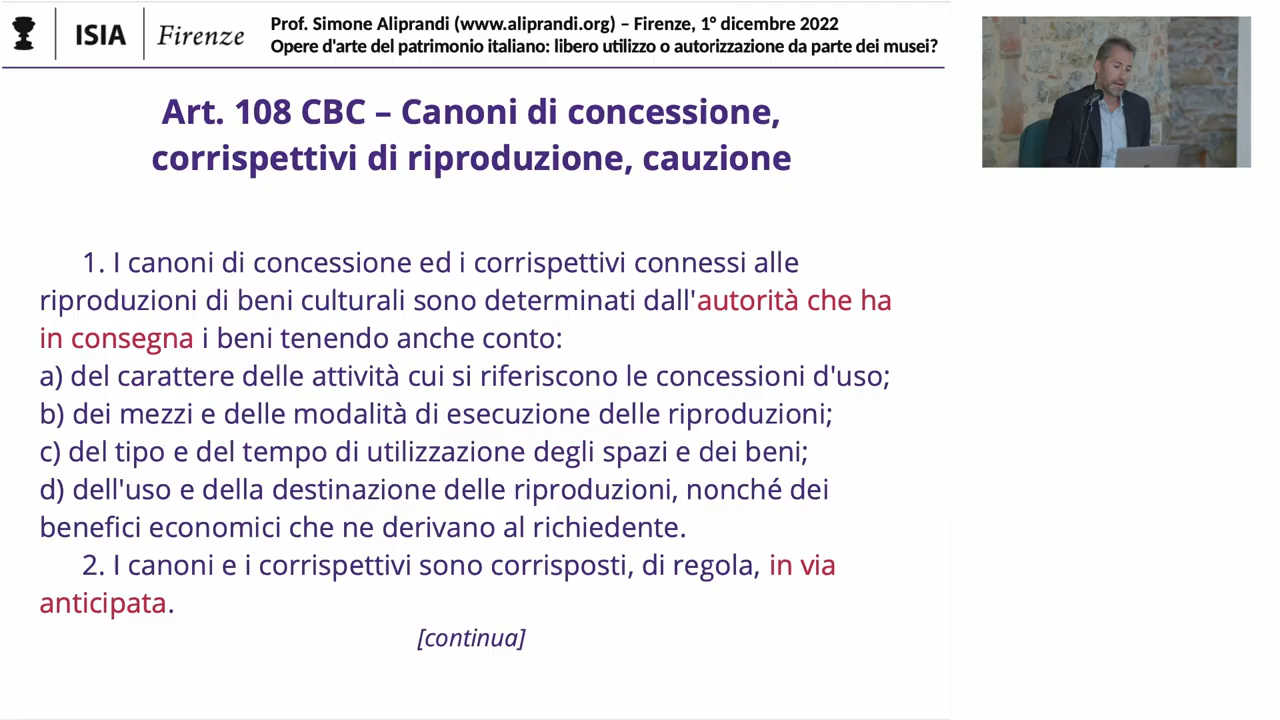 ISIA Firenze
Prof. Simone Aliprandi (www.aliprandi.org) – Firenze, 1° dicembre 2022
Opere d'arte del patrimonio italiano: libero utilizzo o autorizzazione da parte dei musei?
Art. 108 CBC – Canoni di concessione,
corrispettivi di riproduzione, cauzione
1. I canoni di concessione ed i corrispettivi connessi alle
riproduzioni di beni culturali sono determinati dall'autorità che ha
in consegna i beni tenendo anche conto:
a) del carattere delle attività cui si riferiscono le concessioni d'uso;
b) dei mezzi e delle modalità di esecuzione delle riproduzioni;
c) del tipo e del tempo di utilizzazione degli spazi e dei beni;
d) dell'uso e della destinazione delle riproduzioni, nonché dei
benefici economici che ne derivano al richiedente.
2. I canoni e i corrispettivi sono corrisposti, di regola, in via
anticipata.
[continua]